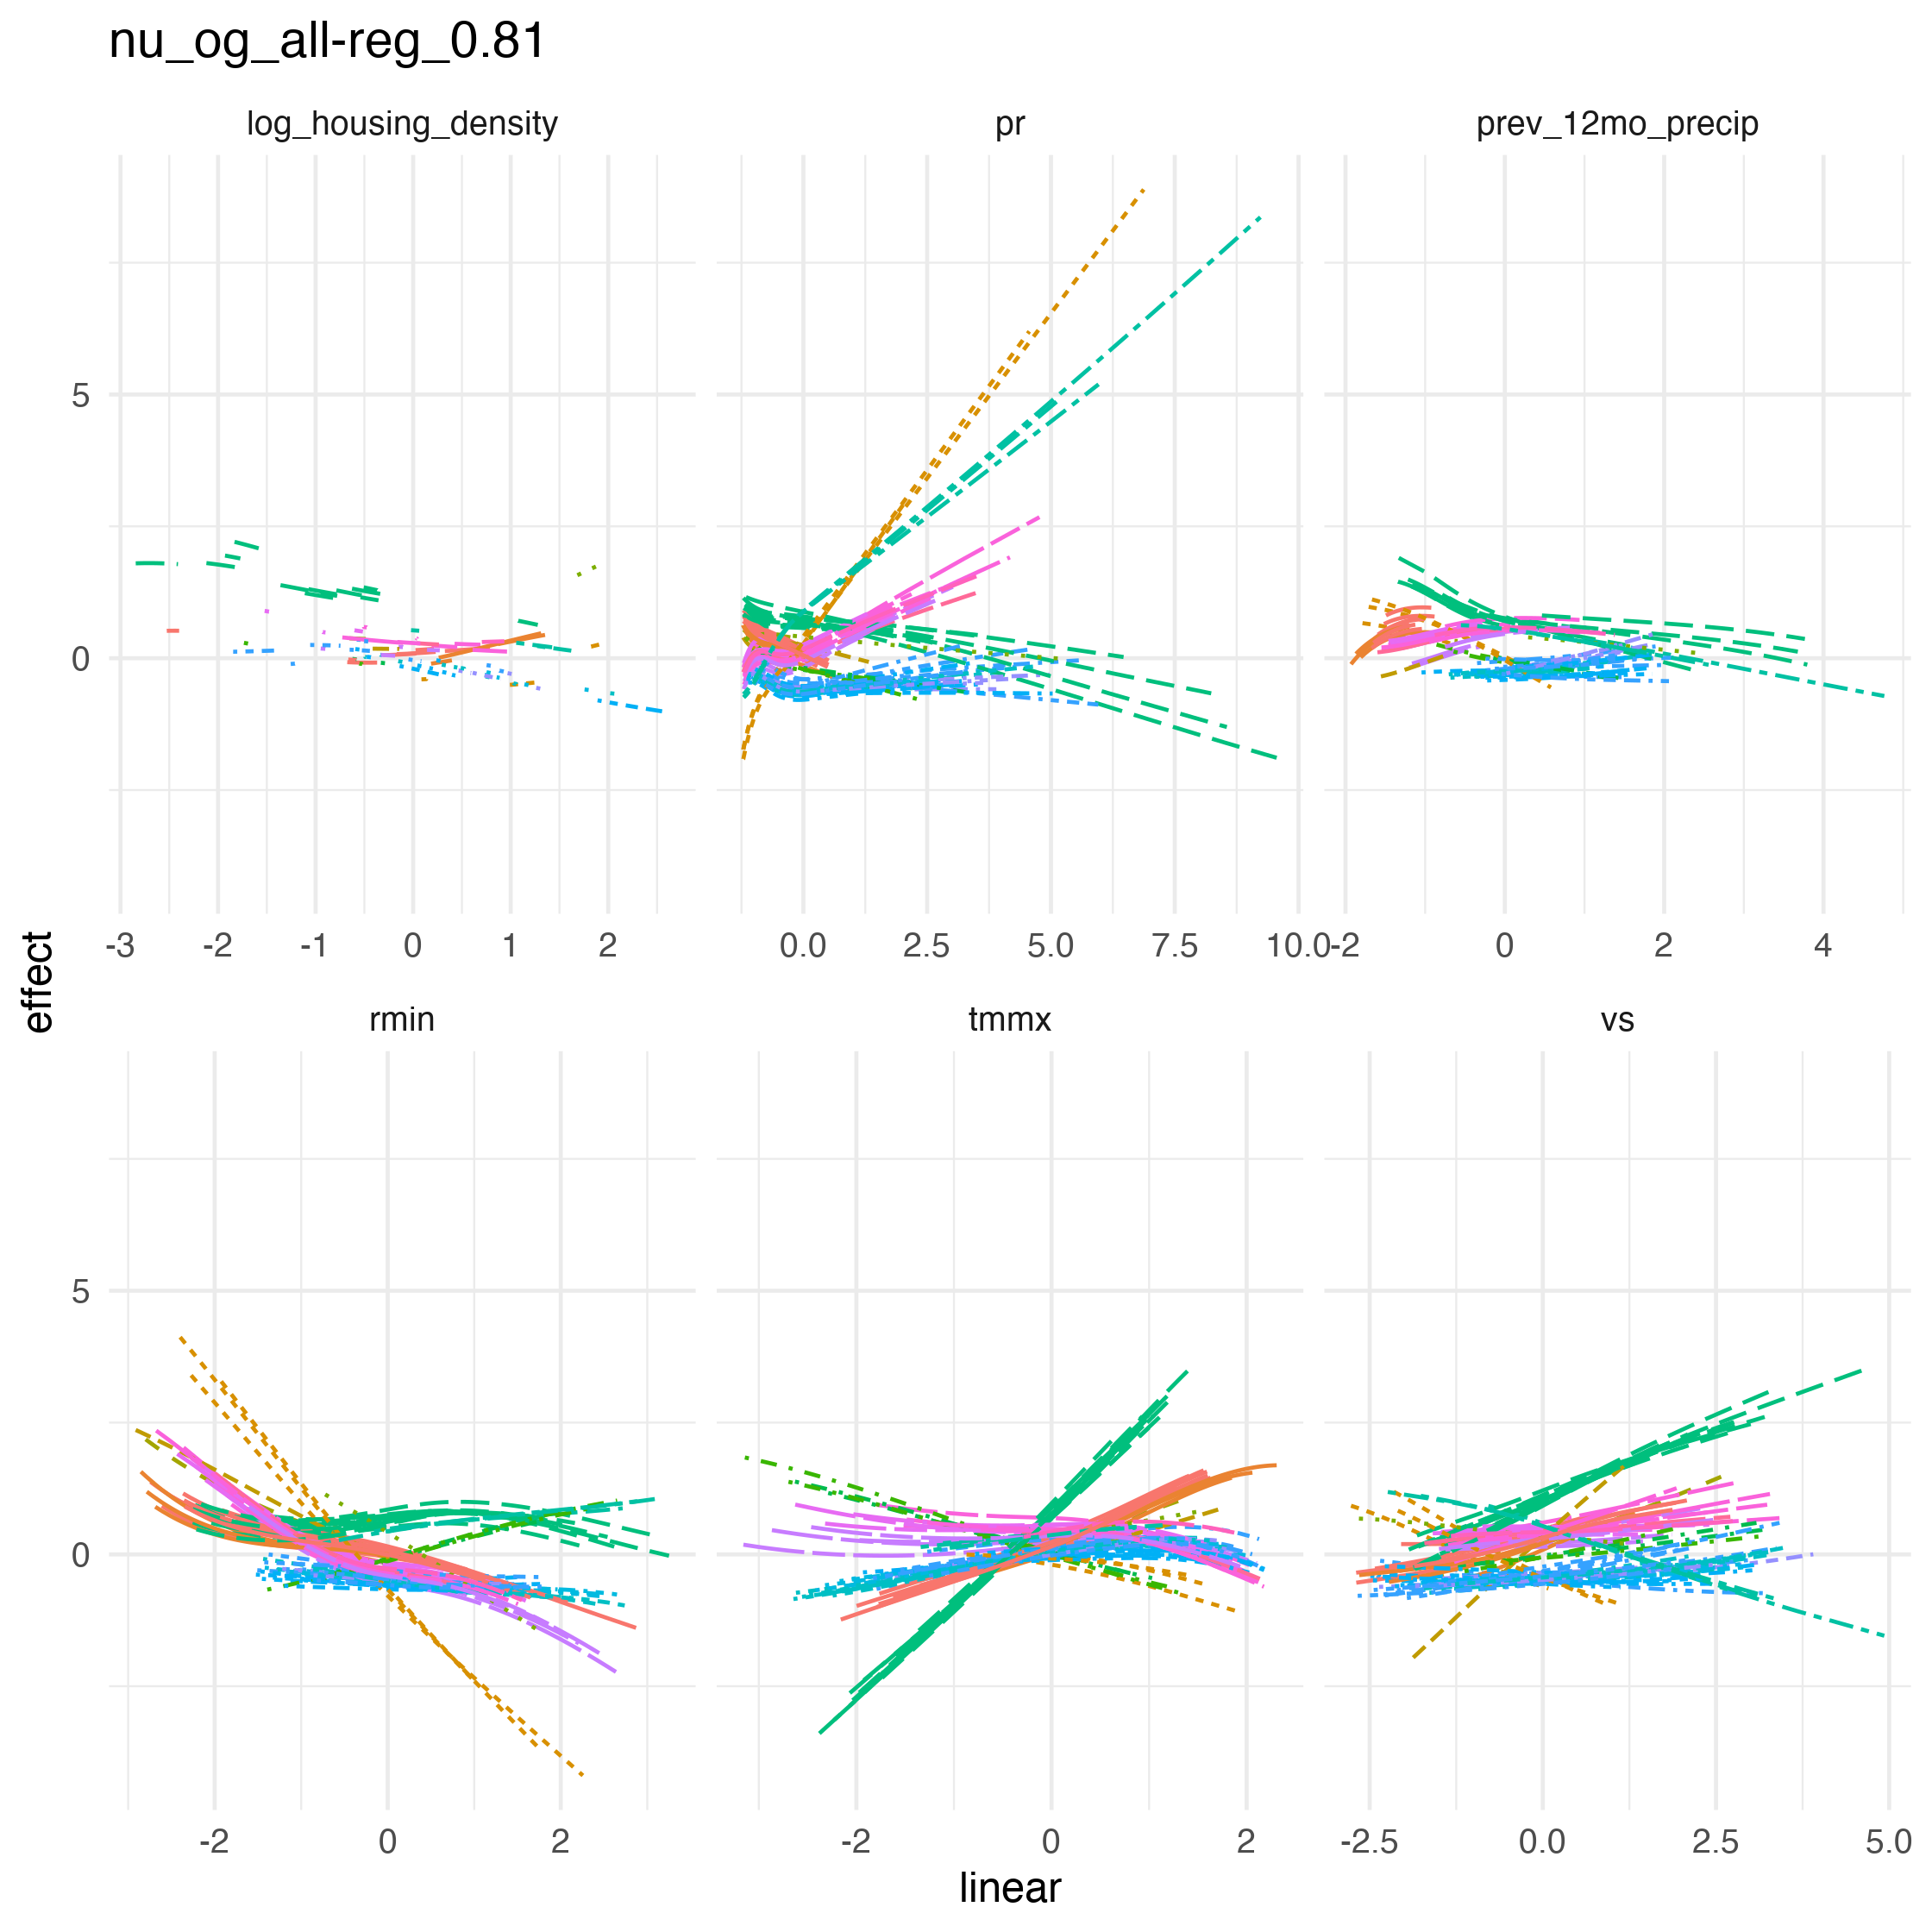 nu_og_all-reg_0.81
log_housing_density pr prev_12mo_precip
5
0
-3 -2 -1 0 1 2 0.0 2.5 5.0 7.5 10.0 -2 0 2 4
effect
rmin tmmx vs
5
0
-2 0 2 -2 0 2 -2.5 0.0 2.5 5.0
linear